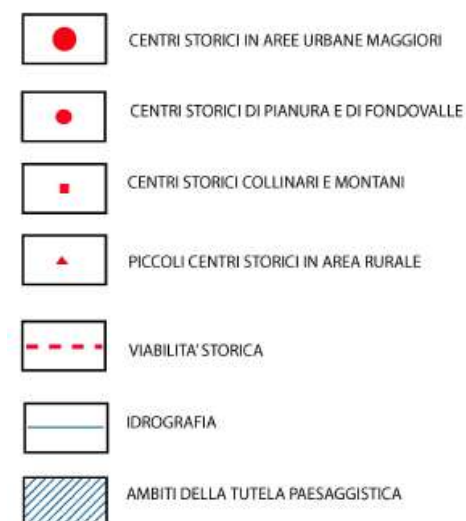 CENTRI STORICI IN AREE URBANE MAGGIORI
CENTRI STORICI DI PIANURA E DI FONDOVALLE
CENTRI STORICI COLLINARI E MONTANI
PICCOLI CENTRI STORICI IN AREA RURALE
VIABILITA' STORICA
IDROGRAFIA
AMBITI DELLA TUTELA PAESAGGISTICA